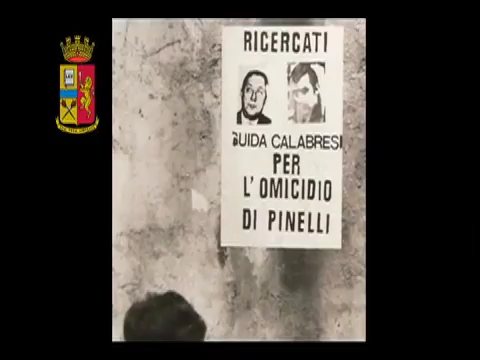 RICERCATI
GUIDA CALABRESI
PER
L'OMICIDIO
DI PINELLI